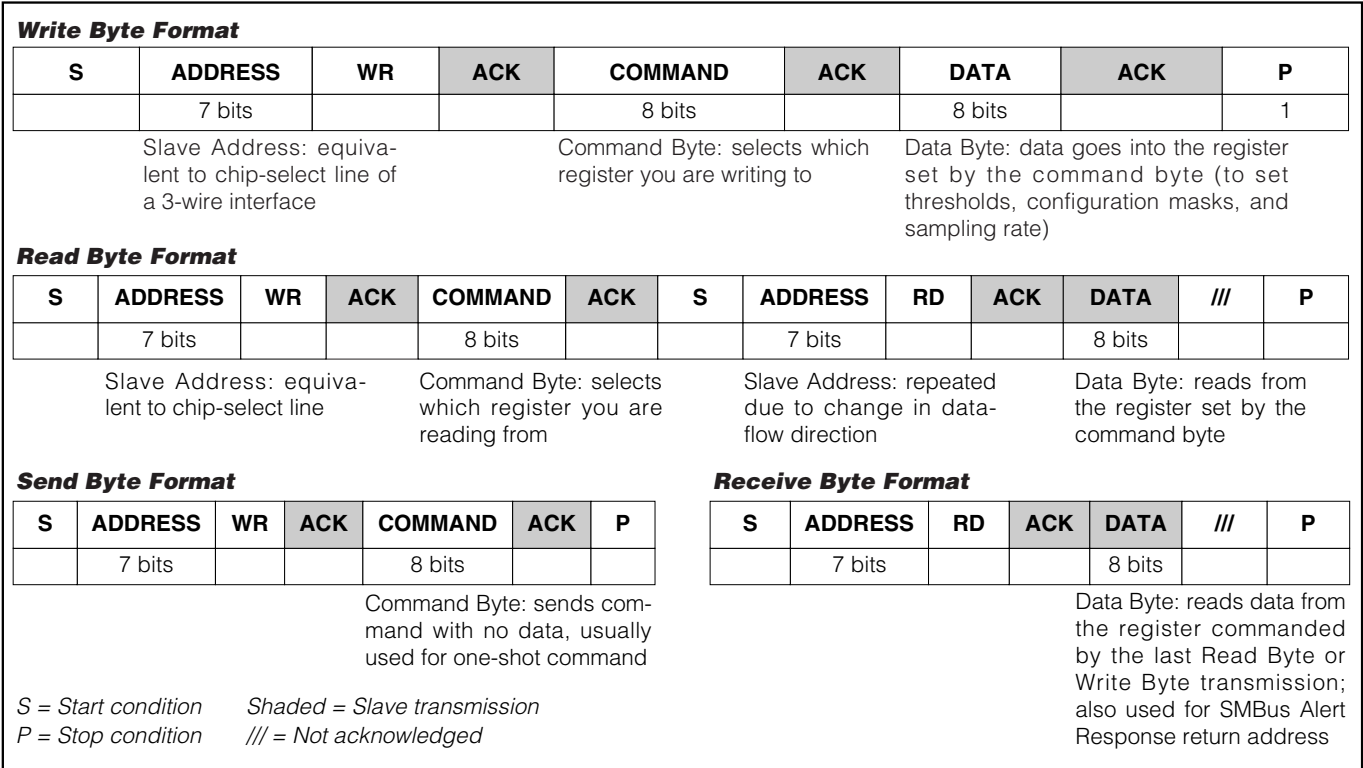 Write Byte Format
S ADDRESS WR ACK COMMAND ACK DATA ACK P
7 bits 8 bits 8 bits 1
Slave Address: equiva-
lent to chip-select line of
a 3-wire interface
Command Byte: selects which
register you are writing to
Data Byte: data goes into the register
set by the command byte (to set
thresholds, configuration masks, and
sampling rate)
Read Byte Format
S ADDRESS WR ACK COMMAND ACK S ADDRESS RD ACK DATA /// P
7 bits 8 bits 7 bits 8 bits
Slave Address: equiva-
lent to chip-select line
Command Byte: selects
which register you are
reading from
Slave Address: repeated
due to change in data-
flow direction
Data Byte: reads from
the register set by the
command byte
Send Byte Format
S ADDRESS WR ACK COMMAND ACK P
7 bits 8 bits
Command Byte: sends com-
mand with no data, usually
used for one-shot command
Receive Byte Format
S ADDRESS RD ACK DATA /// P
7 bits 8 bits
Data Byte: reads data from
the register commanded
by the last Read Byte or
Write Byte transmission;
also used for SMBus Alert
Response return address
S = Start condition Shaded = Slave transmission
P = Stop condition /// = Not acknowledged